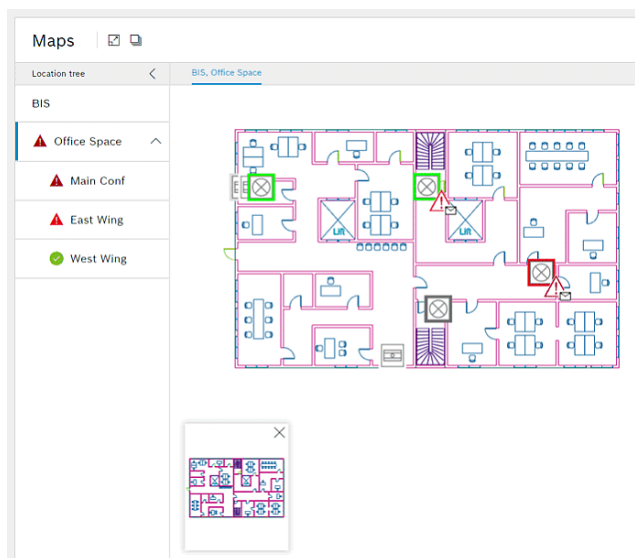 Maps
Location tree
BIS, Office Space
BIS
Office Space
Main Conf
East Wing
West Wing
Lift
Lift